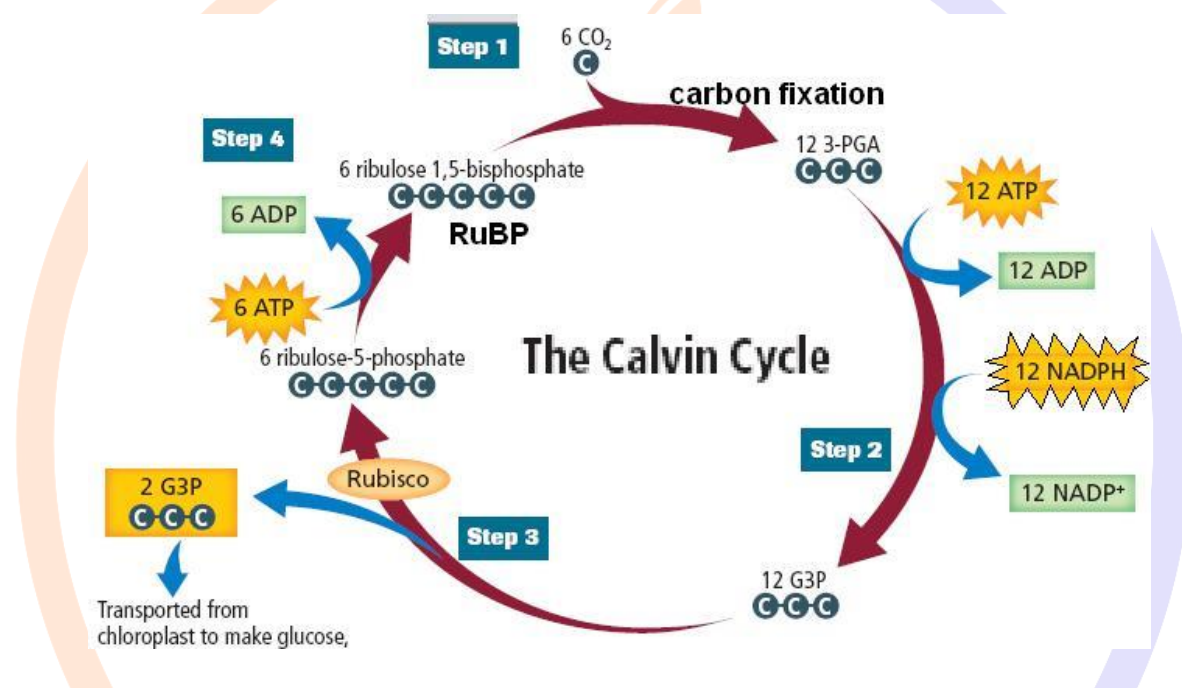 Step 1
6 CO₂
C
carbon fixation
12 3-PGA
C-C-C
12 ATP
12 ADP
12 NADPH
12 NADP⁺
Step 2
12 G3P
C-C-C
Step 3
Rubisco
2 G3P
C-C-C
Transported from
chloroplast to make glucose,
6 ribulose-5-phosphate
C-C-C-C-C
6 ATP
6 ADP
Step 4
6 ribulose 1,5-bisphosphate
C-C-C-C-C
RuBP
The Calvin Cycle